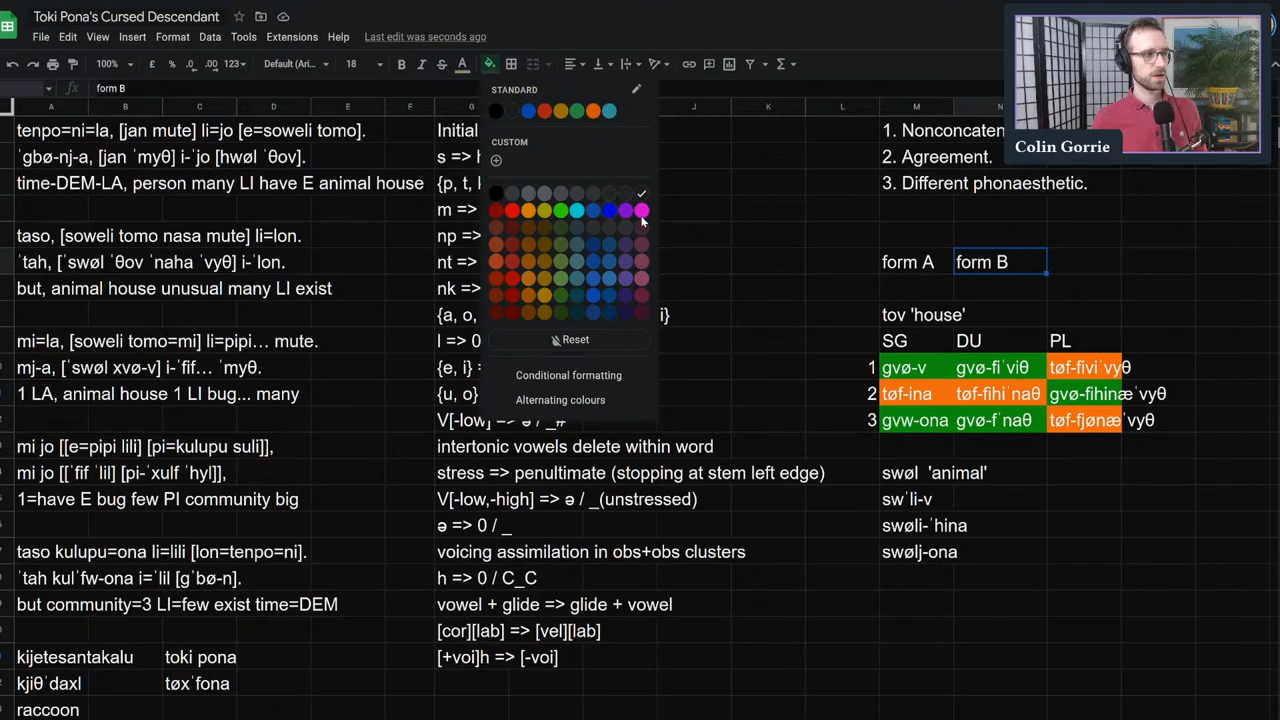 Toki Pona's Cursed Descendant
File Edit View Insert Format Data Tools Extensions Help Last edit was seconds ago
100% £ % .0 .00 123 Default (Ari... 18 B I S A
form B
A B C D E F G J K L M N
tenpo=ni=la, [jan mute] li=jo [e=soweli tomo].
ˈgbø-nj-a, [jan ˈmyθ] i-ˈjo [hwøl ˈθov].
time-DEM-LA, person many LI have E animal house
taso, [soweli tomo nasa mute] li=lon.
ˈtah, [ˈswøl ˈθov ˈnaha ˈvyθ] i-ˈlon.
but, animal house unusual many LI exist
mi=la, [soweli tomo=mi] li=pipi... mute.
mj-a, [ˈswøl xvø-v] i-ˈfif... ˈmyθ.
1 LA, animal house 1 LI bug... many
mi jo [[e=pipi lili] [pi=kulupu suli]],
mi jo [[ˈfif ˈlil] [pi-ˈxulf ˈhyl]],
1=have E bug few PI community big
taso kulupu=ona li=lili [lon=tenpo=ni].
ˈtah kulˈfw-ona i=ˈlil [gˈbø-n].
but community=3 LI=few exist time=DEM
kijetesantakalu toki pona
kjiθˈdaxl tøxˈfona
raccoon
Initial
s => h
{p, t, k
m =>
np =>
nt =>
nk =>
{a, o, i}
l => 0
{e, i} =
{u, o} =
V[-low] => ə / _#
intertonic vowels delete within word
stress => penultimate (stopping at stem left edge)
V[-low,-high] => ə / _(unstressed)
ə => 0 / _
voicing assimilation in obs+obs clusters
h => 0 / C_C
vowel + glide => glide + vowel
[cor][lab] => [vel][lab]
[+voi]h => [-voi]
STANDARD
CUSTOM
Reset
Conditional formatting
Alternating colours
1. Nonconcaten
2. Agreement.
3. Different phonaesthetic.
form A form B
tov 'house'
SG DU PL
1 gvø-v gvø-fiˈviθ tøf-fiviˈvyθ
2 tøf-ina tøf-fihiˈnaθ gvø-fihinæˈvyθ
3 gvw-ona gvø-fˈnaθ tøf-fjønæˈvyθ
swøl 'animal'
swˈli-v
swøli-ˈhina
swølj-ona
Colin Gorrie